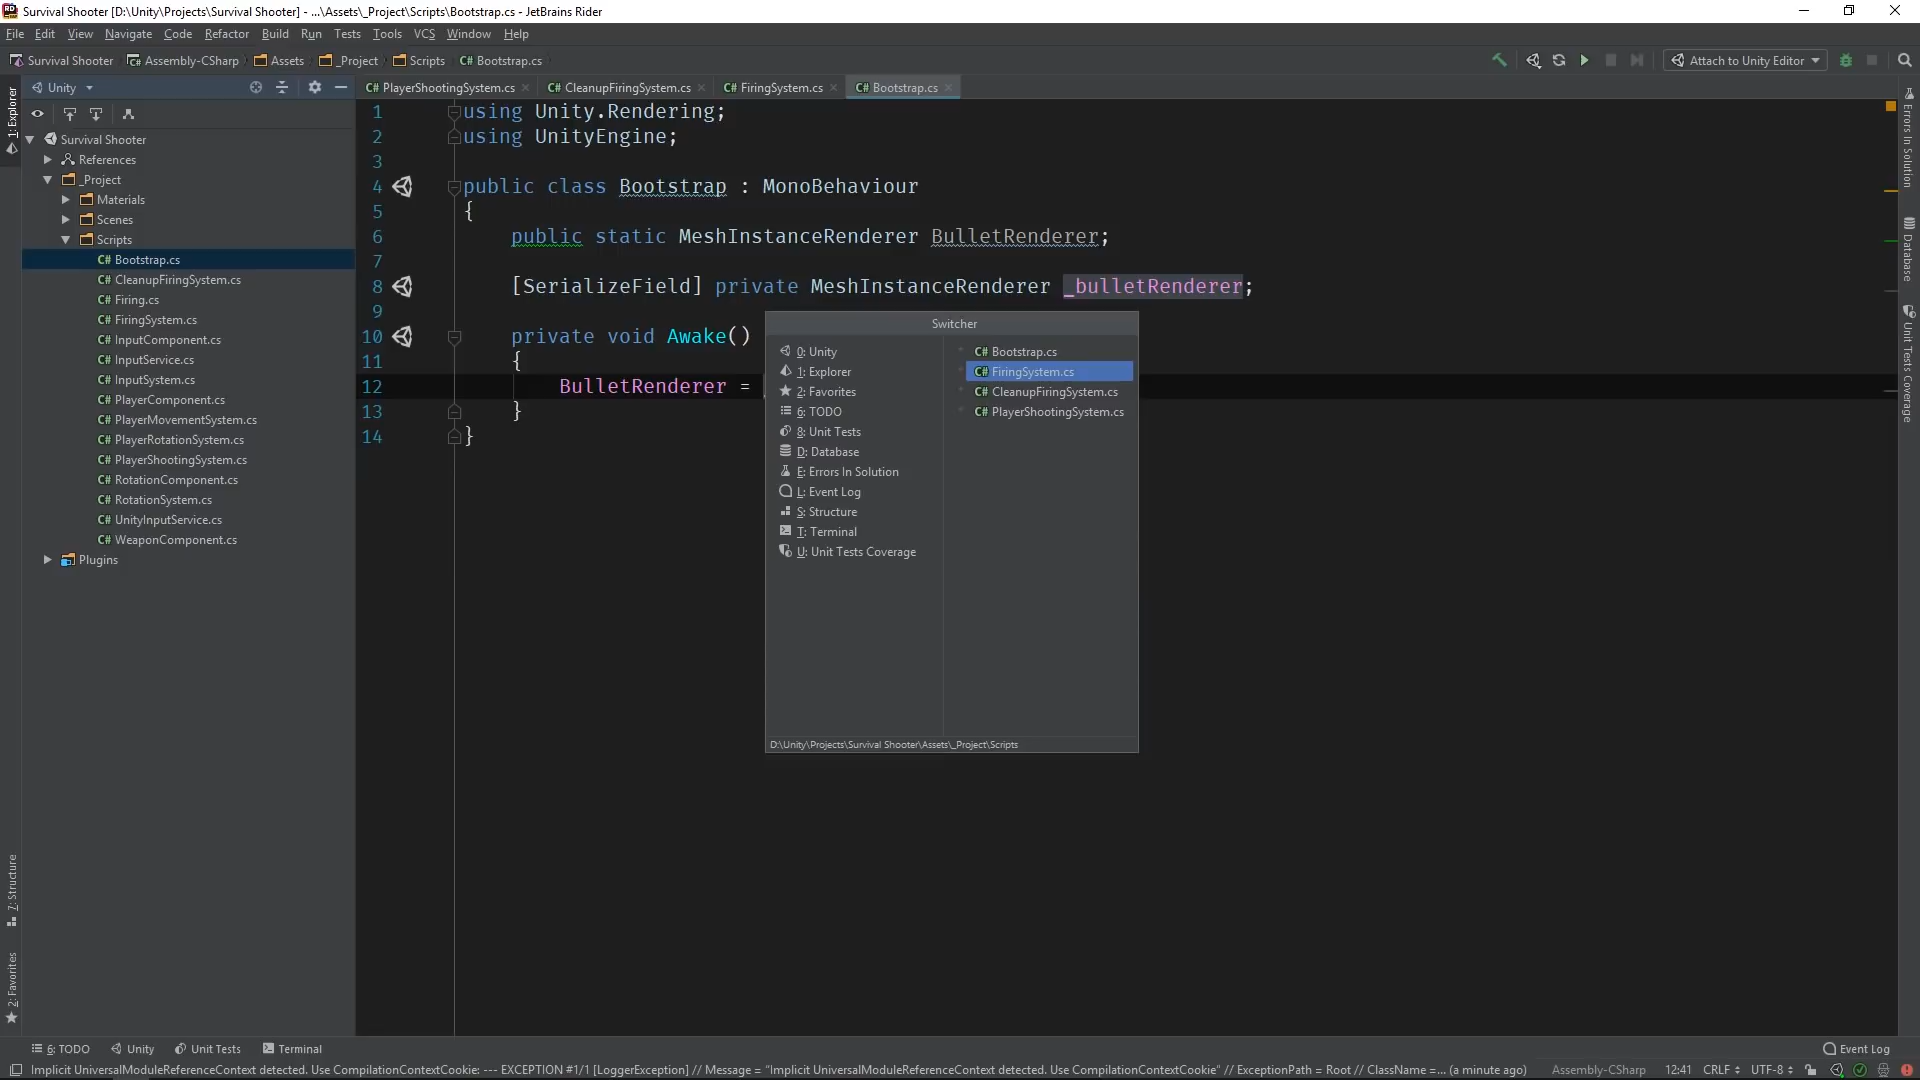 Survival Shooter [D:\Unity\Projects\Survival Shooter] - ...\Assets\_Project\Scripts\Bootstrap.cs - JetBrains Rider
File Edit View Navigate Code Refactor Build Run Tests Tools VCS Window Help
Survival Shooter Assembly-CSharp Assets _Project Scripts C# Bootstrap.cs Attach to Unity Editor
Unity
C# PlayerShootingSystem.cs C# CleanupFiringSystem.cs C# FiringSystem.cs C# Bootstrap.cs
1: Explorer
7: Structure
2: Favorites
Survival Shooter
References
_Project
Materials
Scenes
Scripts
C# Bootstrap.cs
C# CleanupFiringSystem.cs
C# Firing.cs
C# FiringSystem.cs
C# InputComponent.cs
C# InputService.cs
C# InputSystem.cs
C# PlayerComponent.cs
C# PlayerMovementSystem.cs
C# PlayerRotationSystem.cs
C# PlayerShootingSystem.cs
C# RotationComponent.cs
C# RotationSystem.cs
C# UnityInputService.cs
C# WeaponComponent.cs
Plugins
1 using Unity.Rendering;
2 using UnityEngine;
3
4 public class Bootstrap : MonoBehaviour
5 {
6 public static MeshInstanceRenderer BulletRenderer;
7
8 [SerializeField] private MeshInstanceRenderer _bulletRenderer;
9
10 private void Awake()
11 {
12 BulletRenderer =
13 }
14 }
Switcher
0: Unity
1: Explorer
2: Favorites
6: TODO
8: Unit Tests
D: Database
E: Errors In Solution
L: Event Log
S: Structure
T: Terminal
U: Unit Tests Coverage
C# Bootstrap.cs
C# FiringSystem.cs
C# CleanupFiringSystem.cs
C# PlayerShootingSystem.cs
D:\Unity\Projects\Survival Shooter\Assets\_Project\Scripts
Errors In Solution
Database
Unit Tests Coverage
6: TODO Unity Unit Tests Terminal Event Log
Implicit UniversalModuleReferenceContext detected. Use CompilationContextCookie: --- EXCEPTION #1/1 [LoggerException] // Message = "Implicit UniversalModuleReferenceContext detected. Use CompilationContextCookie" // ExceptionPath = Root // ClassName =... (a minute ago) Assembly-CSharp 12:41 CRLF UTF-8